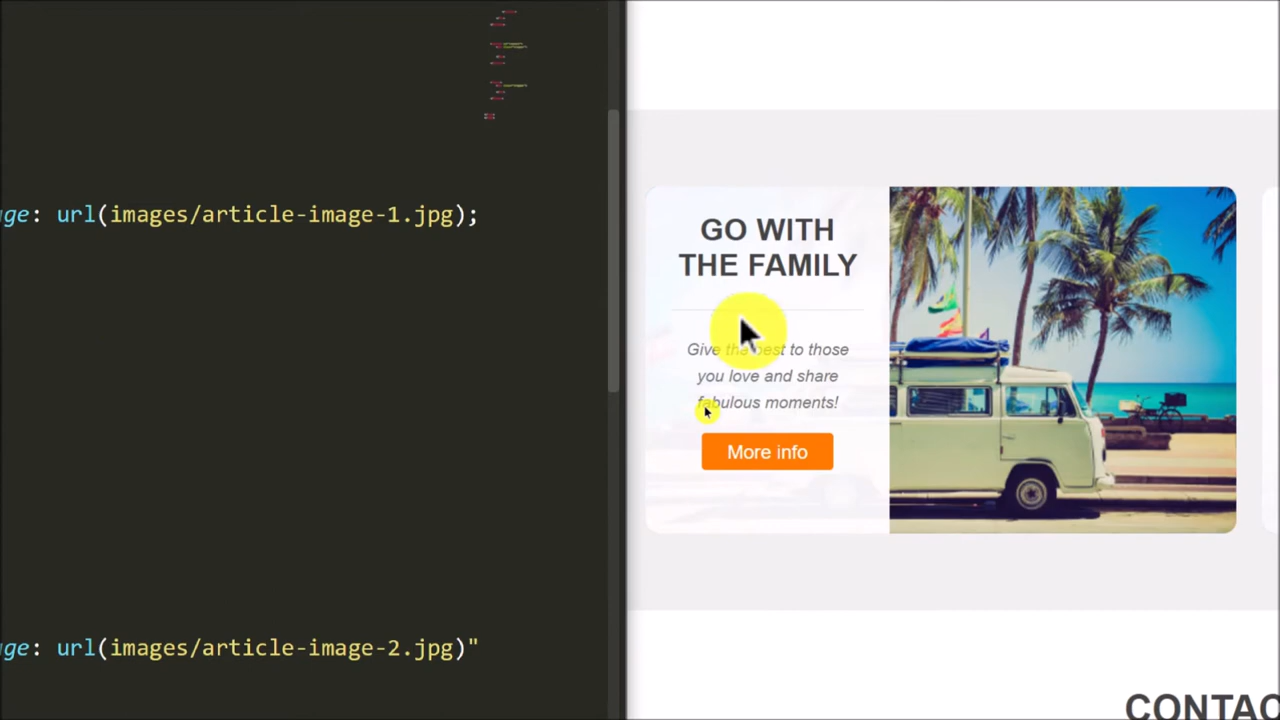 ge: url(images/article-image-1.jpg);
ge: url(images/article-image-2.jpg)"
GO WITH
THE FAMILY
Give the best to those
you love and share
fabulous moments!
More info
CONTAC